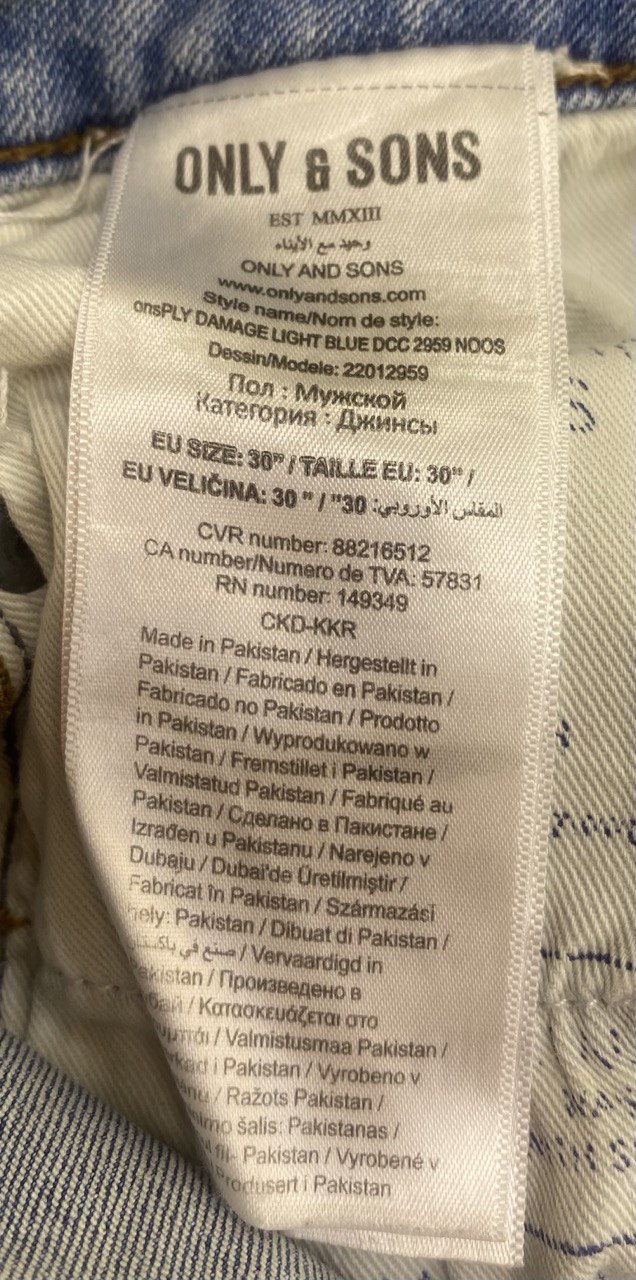 ONLY & SONS
EST MMXIII
وحيد مع الأبناء
ONLY AND SONS
www.onlyandsons.com
Style name/Nom de style:
onsPLY DAMAGE LIGHT BLUE DCC 2959 NOOS
Dessin/Modele: 22012959
Пол : Мужской
Категория : Джинсы
EU SIZE: 30" / TAILLE EU: 30" /
EU VELIČINA: 30 " / "30 :المقاس الأوروبي
CVR number: 88216512
CA number/Numero de TVA: 57831
RN number: 149349
CKD-KKR
Made in Pakistan / Hergestellt in
Pakistan / Fabricado en Pakistan /
Fabricado no Pakistan / Prodotto
in Pakistan / Wyprodukowano w
Pakistan / Fremstillet i Pakistan /
Valmistatud Pakistan / Fabriqué au
Pakistan / Сделано в Пакистане /
Izrađen u Pakistanu / Narejeno v
Dubaju / Dubai'de Üretilmiştir /
Fabricat în Pakistan / Származási
hely: Pakistan / Dibuat di Pakistan /
صنع في باكستان / Vervaardigd in
Pakistan / Произведено в
/ Κατασκευάζεται στο
/ Valmistusmaa Pakistan /
i Pakistan / Vyrobeno v
/ Ražots Pakistan /
šalis: Pakistanas /
Pakistan / Vyrobené v
Produsert i Pakistan